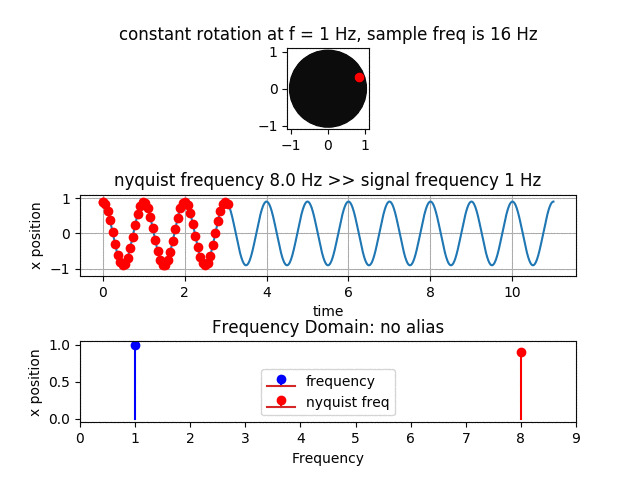 constant rotation at f = 1 Hz, sample freq is 16 Hz
1
0
−1
−1 0 1
nyquist frequency 8.0 Hz >> signal frequency 1 Hz
x position
1
0
−1
0 2 4 6 8 10
time
Frequency Domain: no alias
x position
1.0
0.5
0.0
frequency
nyquist freq
0 1 2 3 4 5 6 7 8 9
Frequency